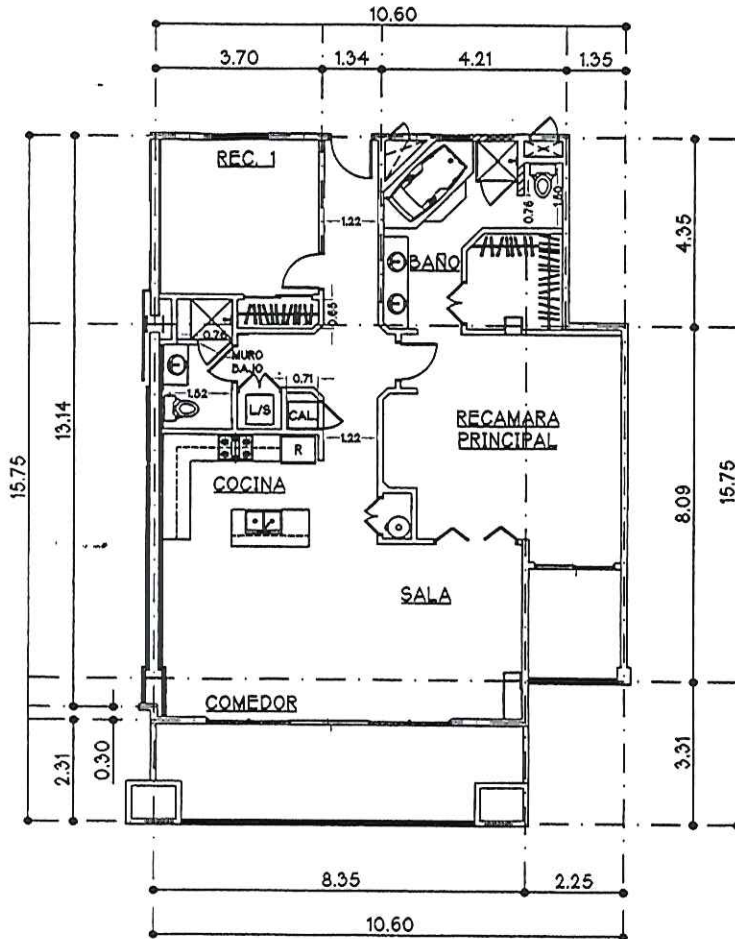 10.60
3.70 1.34 4.21 1.35
REC. 1
1.22
0.76
1.50
BAÑO
4.35
0.65
0.76
MURO
BAJO
1.52
0.71
L/S
CAL.
1.22
R
RECAMARA
PRINCIPAL
COCINA
13.14
15.75
8.09
15.75
SALA
COMEDOR
2.31
0.30
3.31
8.35 2.25
10.60